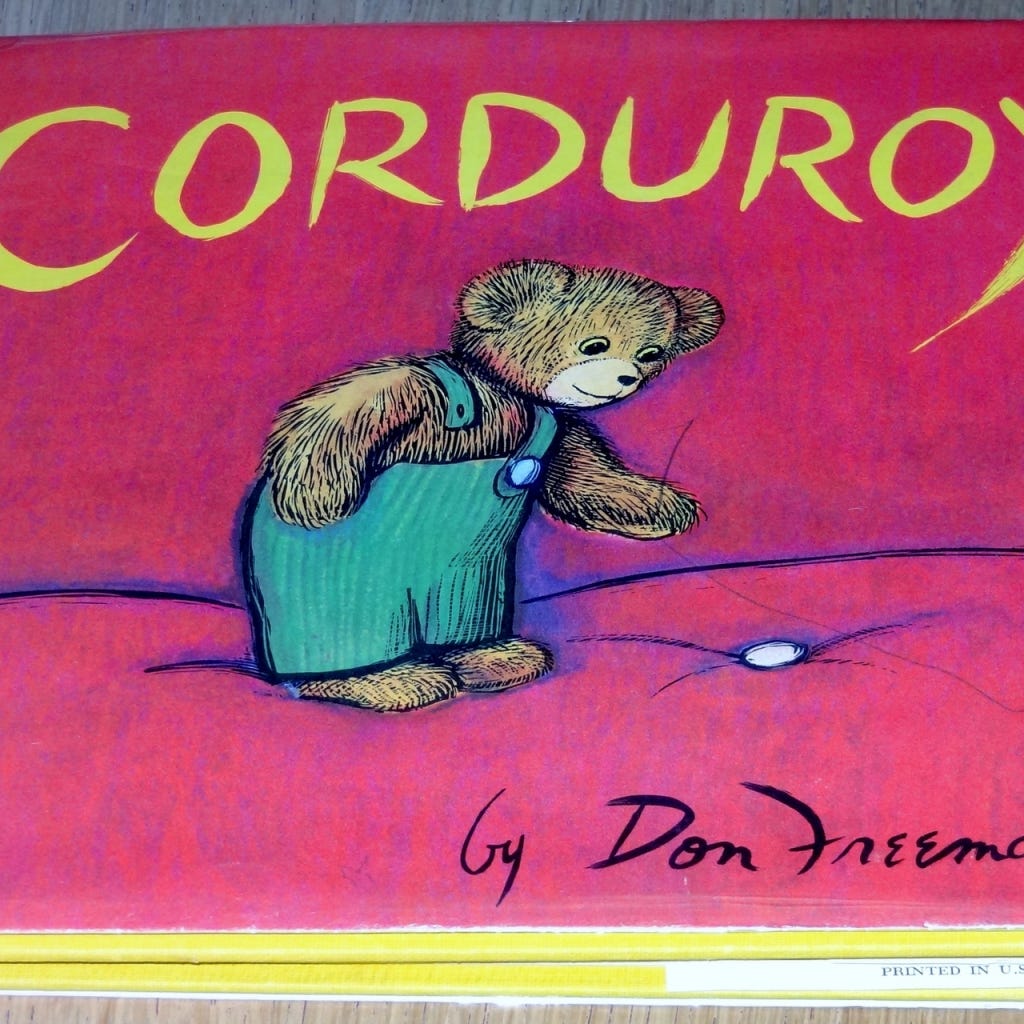 CORDUROY
by Don Freema
PRINTED IN U.S